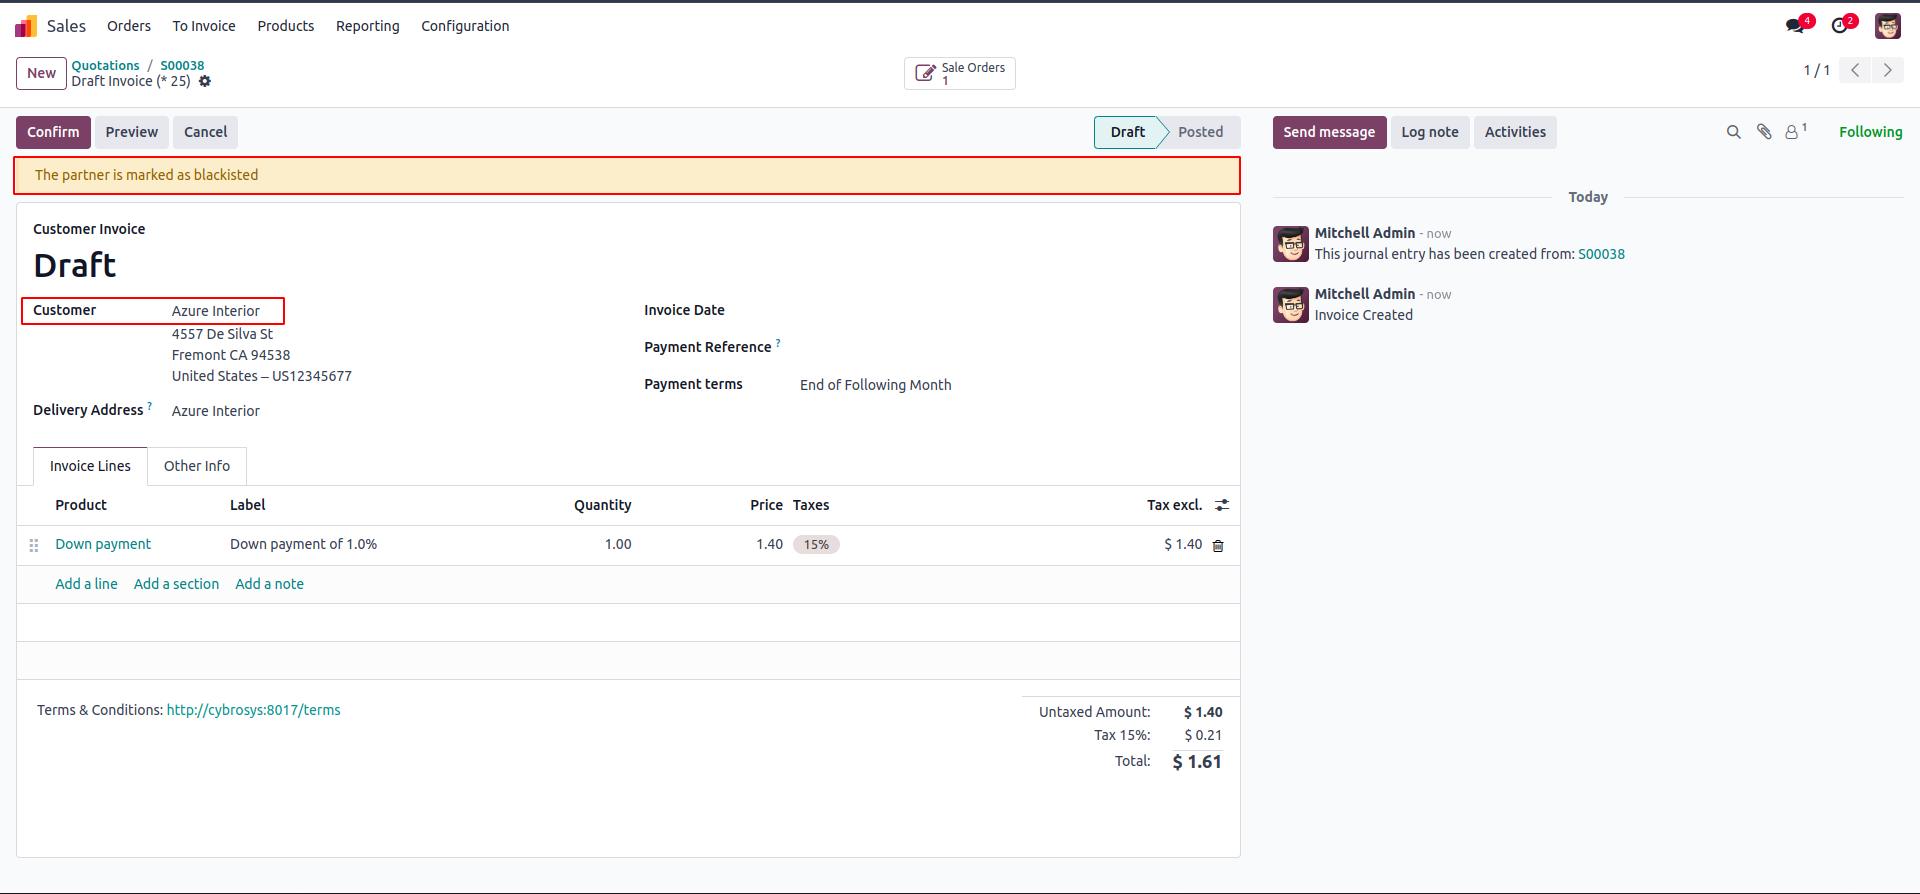 Sales Orders To Invoice Products Reporting Configuration 4 2
New Quotations / S00038
Draft Invoice (* 25)
Sale Orders
1
1 / 1
Confirm Preview Cancel
Draft Posted
Send message Log note Activities 1 Following
The partner is marked as blackisted
Customer Invoice
Draft
Customer Azure Interior
4557 De Silva St
Fremont CA 94538
United States – US12345677
Delivery Address ? Azure Interior
Invoice Date
Payment Reference ?
Payment terms End of Following Month
Invoice Lines Other Info
Product Label Quantity Price Taxes Tax excl.
Down payment Down payment of 1.0% 1.00 1.40 15% $ 1.40
Add a line Add a section Add a note
Terms & Conditions: http://cybrosys:8017/terms
Untaxed Amount: $ 1.40
Tax 15%: $ 0.21
Total: $ 1.61
Today
Mitchell Admin - now
This journal entry has been created from: S00038
Mitchell Admin - now
Invoice Created